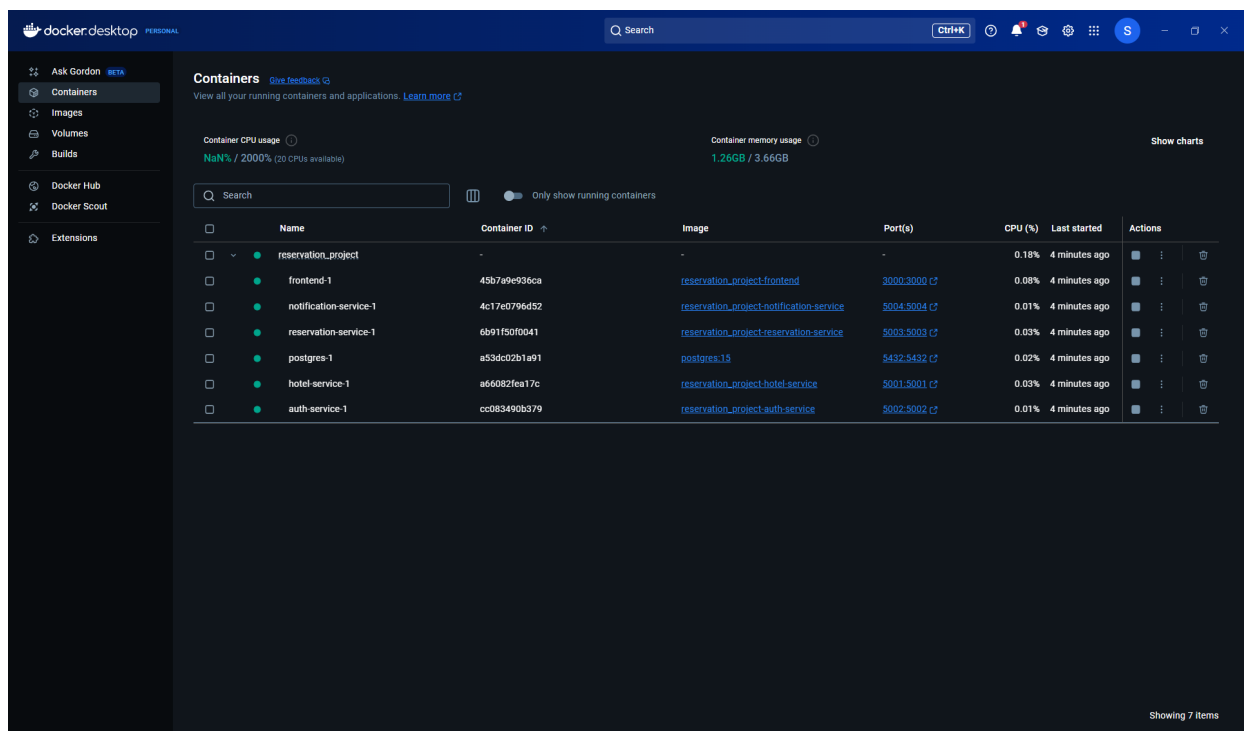 docker.desktop PERSONAL
Search
Ctrl+K
1
S
Ask Gordon BETA
Containers
Images
Volumes
Builds
Docker Hub
Docker Scout
Extensions
Containers Give feedback
View all your running containers and applications. Learn more
Container CPU usage
NaN% / 2000% (20 CPUs available)
Container memory usage
1.26GB / 3.66GB
Show charts
Search
Only show running containers
Name Container ID Image Port(s) CPU (%) Last started Actions
reservation_project - - - 0.18% 4 minutes ago
frontend-1 45b7a9e936ca reservation_project-frontend 3000:3000 0.08% 4 minutes ago
notification-service-1 4c17e0796d52 reservation_project-notification-service 5004:5004 0.01% 4 minutes ago
reservation-service-1 6b91f50f0041 reservation_project-reservation-service 5003:5003 0.03% 4 minutes ago
postgres-1 a53dc02b1a91 postgres:15 5432:5432 0.02% 4 minutes ago
hotel-service-1 a66082fea17c reservation_project-hotel-service 5001:5001 0.03% 4 minutes ago
auth-service-1 cc083490b379 reservation_project-auth-service 5002:5002 0.01% 4 minutes ago
Showing 7 items